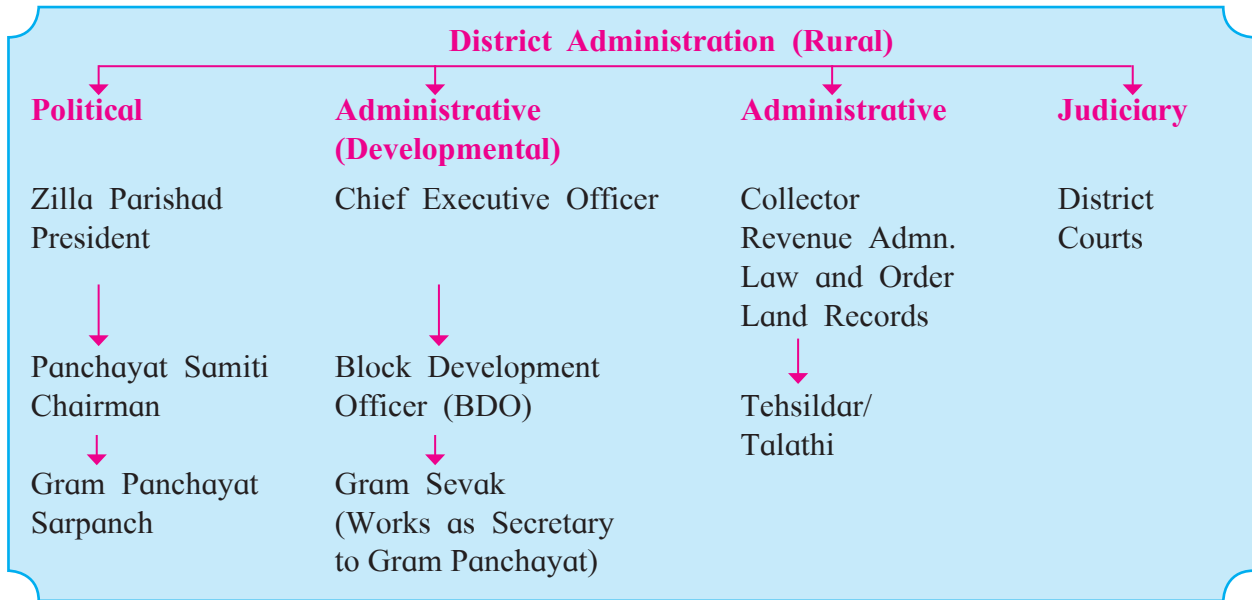 District Administration (Rural)
Political
Administrative
(Developmental)
Administrative
Judiciary
Zilla Parishad
President
Chief Executive Officer
Collector
Revenue Admn.
Law and Order
Land Records
District
Courts
Panchayat Samiti
Chairman
Block Development
Officer (BDO)
Tehsildar/
Talathi
Gram Panchayat
Sarpanch
Gram Sevak
(Works as Secretary
to Gram Panchayat)